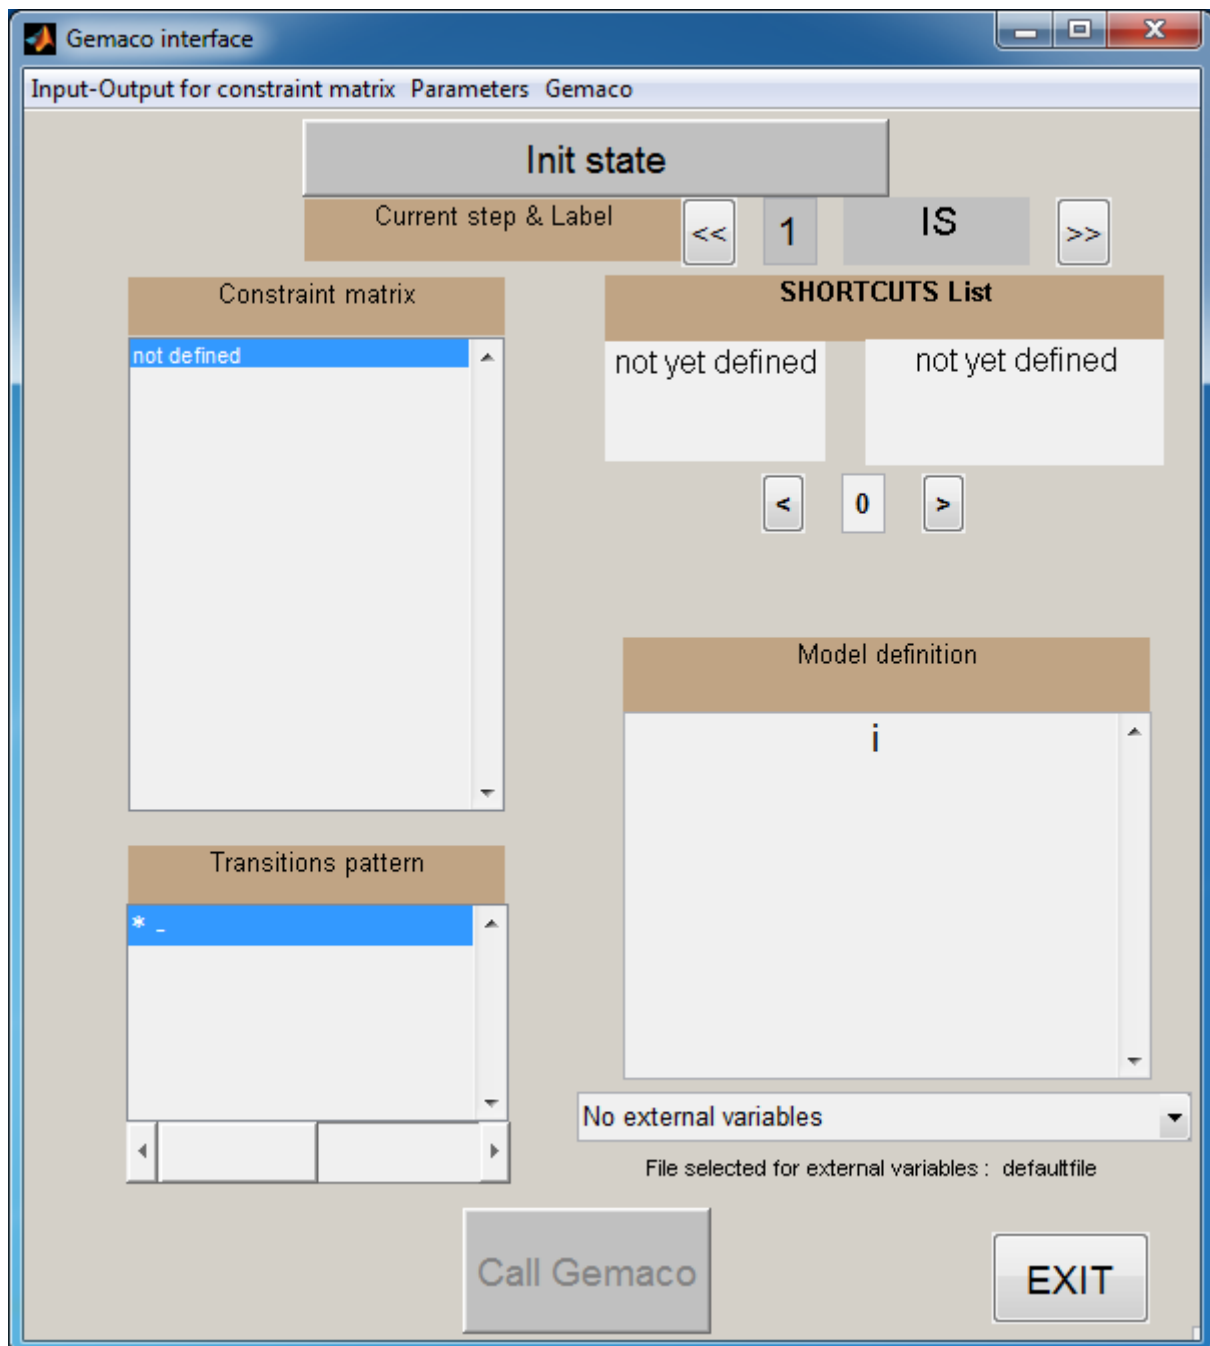 Gemaco interface
Input-Output for constraint matrix Parameters Gemaco
Init state
Current step & Label
<<
1
IS
>>
Constraint matrix
not defined
SHORTCUTS List
not yet defined
not yet defined
<
0
>
Model definition
i
Transitions pattern
* -
No external variables
File selected for external variables : defaultfile
Call Gemaco
EXIT